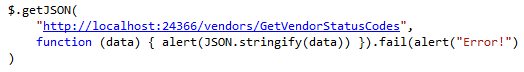 $.getJSON(
"http://localhost:24366/vendors/GetVendorStatusCodes",
function (data) { alert(JSON.stringify(data)) }).fail(alert("Error!")
)